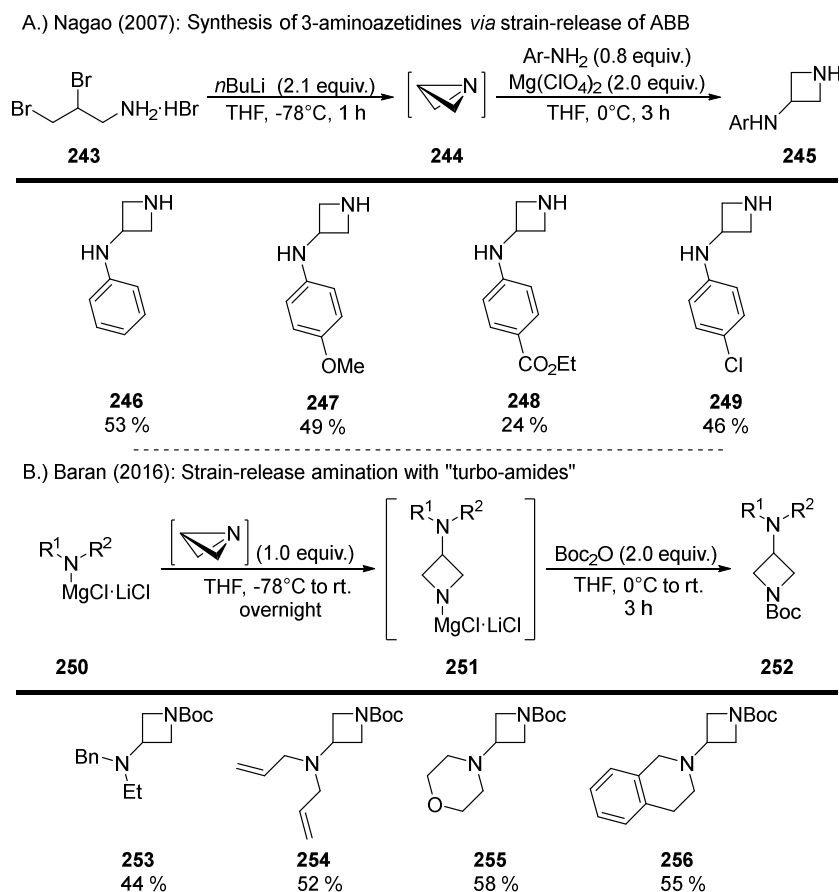 A.) Nagao (2007): Synthesis of 3-aminoazetidines via strain-release of ABB
Br
Br
NH2·HBr
243
nBuLi (2.1 equiv.)
THF, -78°C, 1 h
N
244
Ar-NH2 (0.8 equiv.)
Mg(ClO4)2 (2.0 equiv.)
THF, 0°C, 3 h
NH
ArHN
245
NH
HN
246
53 %
NH
HN
OMe
247
49 %
NH
HN
CO2Et
248
24 %
NH
HN
Cl
249
46 %
B.) Baran (2016): Strain-release amination with "turbo-amides"
R1 R2
N
MgCl·LiCl
250
N (1.0 equiv.)
THF, -78°C to rt.
overnight
R1 R2
N
N
MgCl·LiCl
251
Boc2O (2.0 equiv.)
THF, 0°C to rt.
3 h
R1 R2
N
N
Boc
252
NBoc
Bn N
Et
253
44 %
NBoc
N
254
52 %
NBoc
N
O
255
58 %
NBoc
N
256
55 %